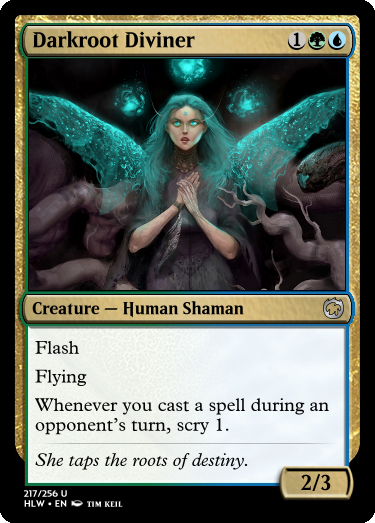 Darkroot Diviner 1
Creature — Human Shaman
Flash
Flying
Whenever you cast a spell during an
opponent's turn, scry 1.
She taps the roots of destiny.
2/3
217/256 U
HLW • EN TIM KEIL